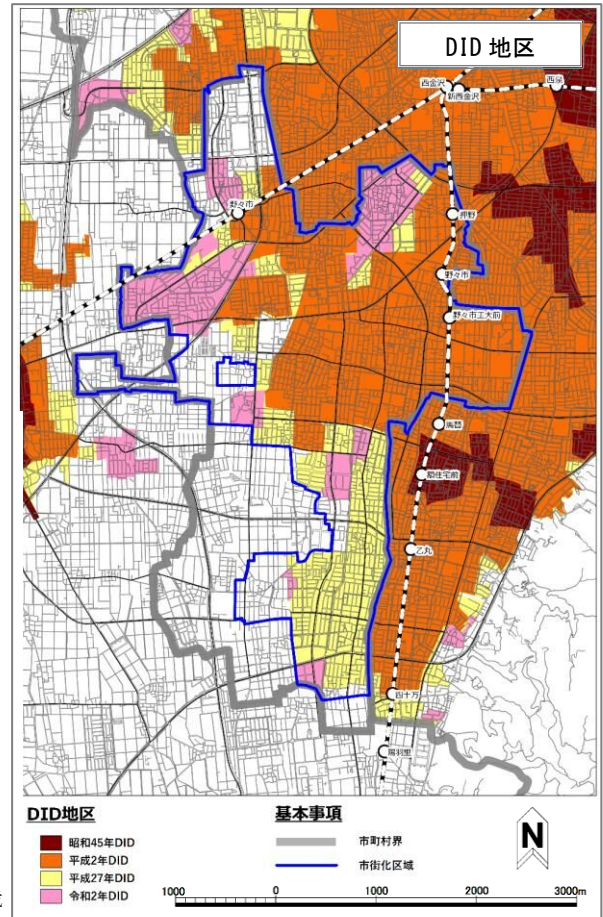 DID 地区
西金沢
新西金沢
西泉
野々市
押野
野々市
野々市工大前
馬替
額住宅前
乙丸
四十万
陽羽里
DID地区
昭和45年DID
平成2年DID
平成27年DID
令和2年DID
基本事項
市町村界
市街化区域
N
1000 0 1000 2000 3000m